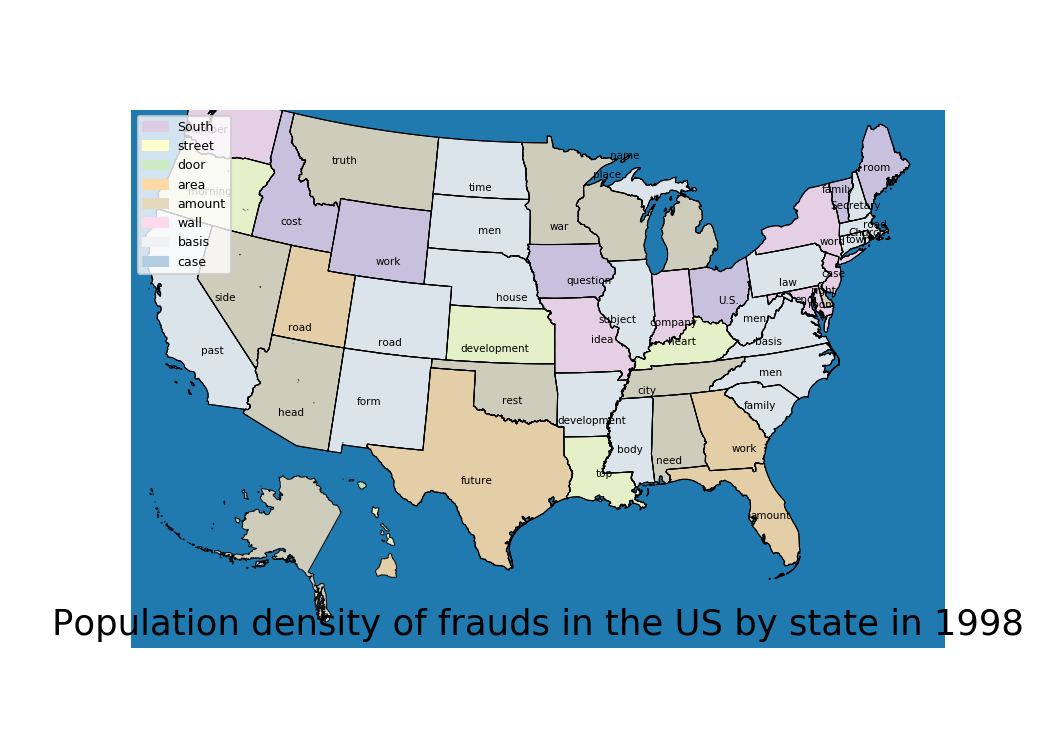 South
street
door
area
amount
wall
basis
case
morning
truth
time
name
place
room
men
war
family
Secretary
cost
work
road
Church
town
word
question
case
law
house
side
U.S.
men
road
subject
company
idea
road
past
development
heart
basis
men
city
form
rest
head
family
development
body
work
need
top
future
amount
Population density of frauds in the US by state in 1998